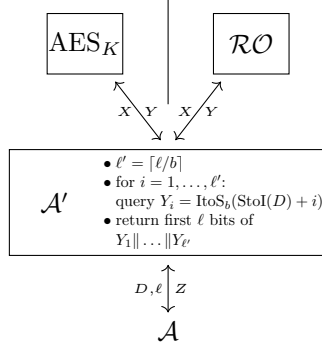 AES_K
𝓡𝓞
X Y
X Y
𝓐′
• ℓ′ = ⌈ℓ/b⌉
• for i = 1, . . . , ℓ′:
query Y_i = ItoS_b(StoI(D) + i)
• return first ℓ bits of
Y_1‖ . . . ‖Y_ℓ′
D, ℓ Z
𝓐